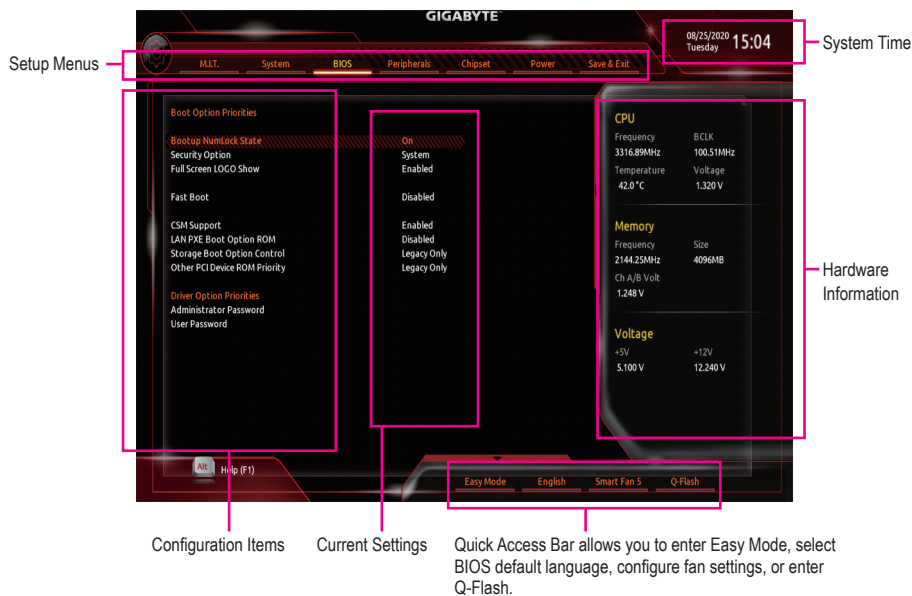 GIGABYTE
08/25/2020 Tuesday 15:04
System Time
Setup Menus
M.I.T. System BIOS Peripherals Chipset Power Save & Exit
Boot Option Priorities
Bootup NumLock State On
Security Option System
Full Screen LOGO Show Enabled
Fast Boot Disabled
CSM Support Enabled
LAN PXE Boot Option ROM Disabled
Storage Boot Option Control Legacy Only
Other PCI Device ROM Priority Legacy Only
Driver Option Priorities
Administrator Password
User Password
CPU
Frequency BCLK
3316.89MHz 100.51MHz
Temperature Voltage
42.0 °C 1.320 V
Memory
Frequency Size
2144.25MHz 4096MB
Ch A/B Volt
1.248 V
Voltage
+5V +12V
5.100 V 12.240 V
Hardware
Information
Alt Help (F1)
Easy Mode English Smart Fan 5 Q-Flash
Configuration Items
Current Settings
Quick Access Bar allows you to enter Easy Mode, select
BIOS default language, configure fan settings, or enter
Q-Flash.